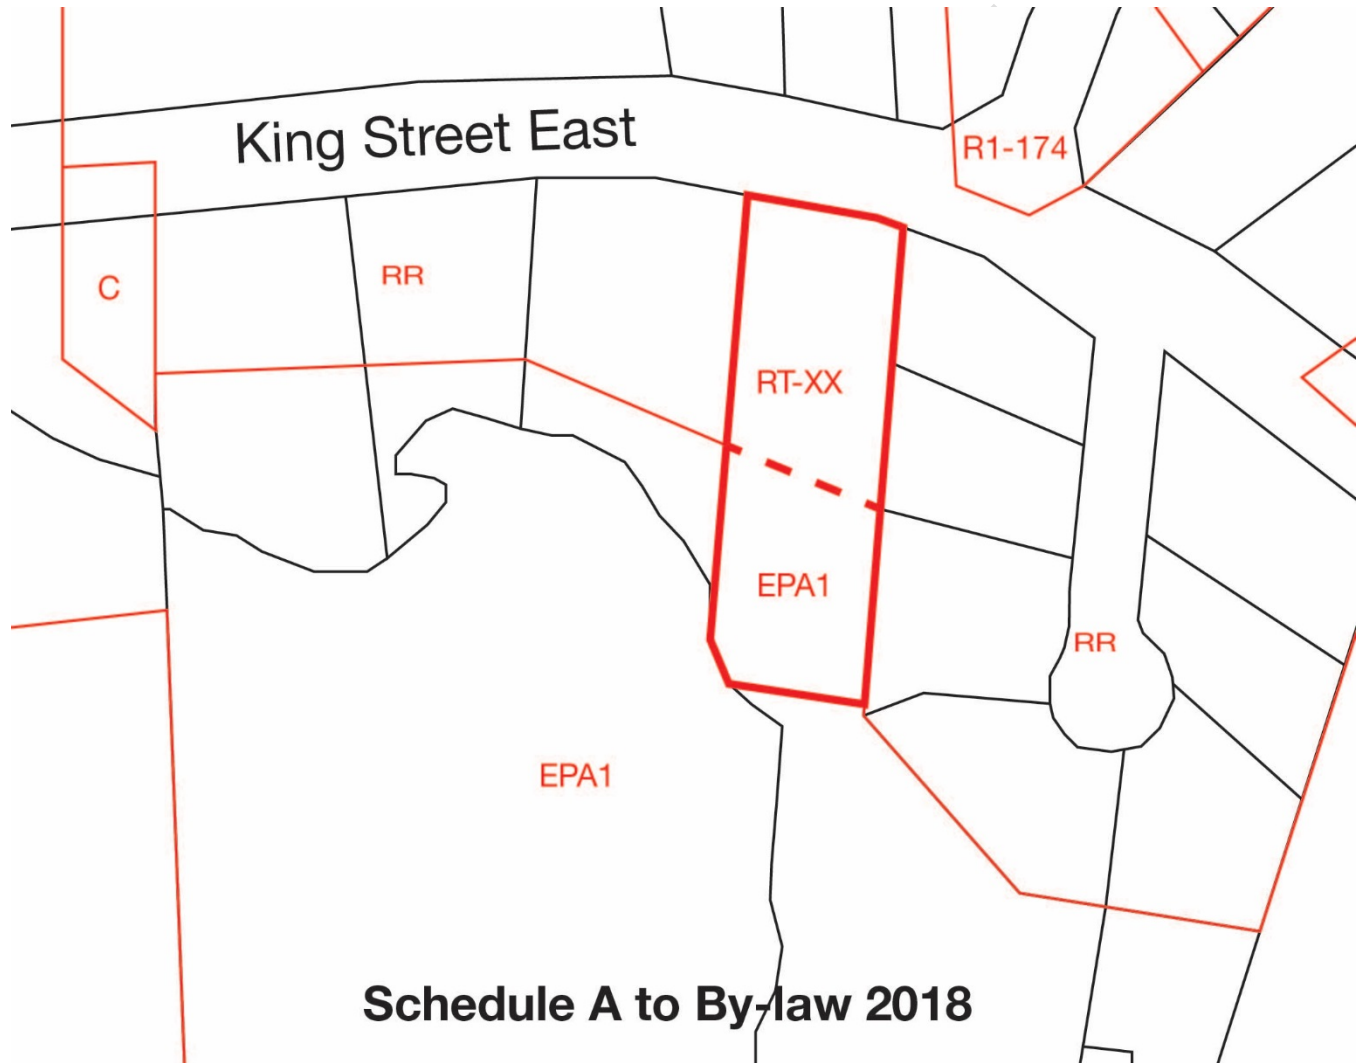 King Street East
R1-174
C
RR
RT-XX
EPA1
RR
EPA1
Schedule A to By-law 2018